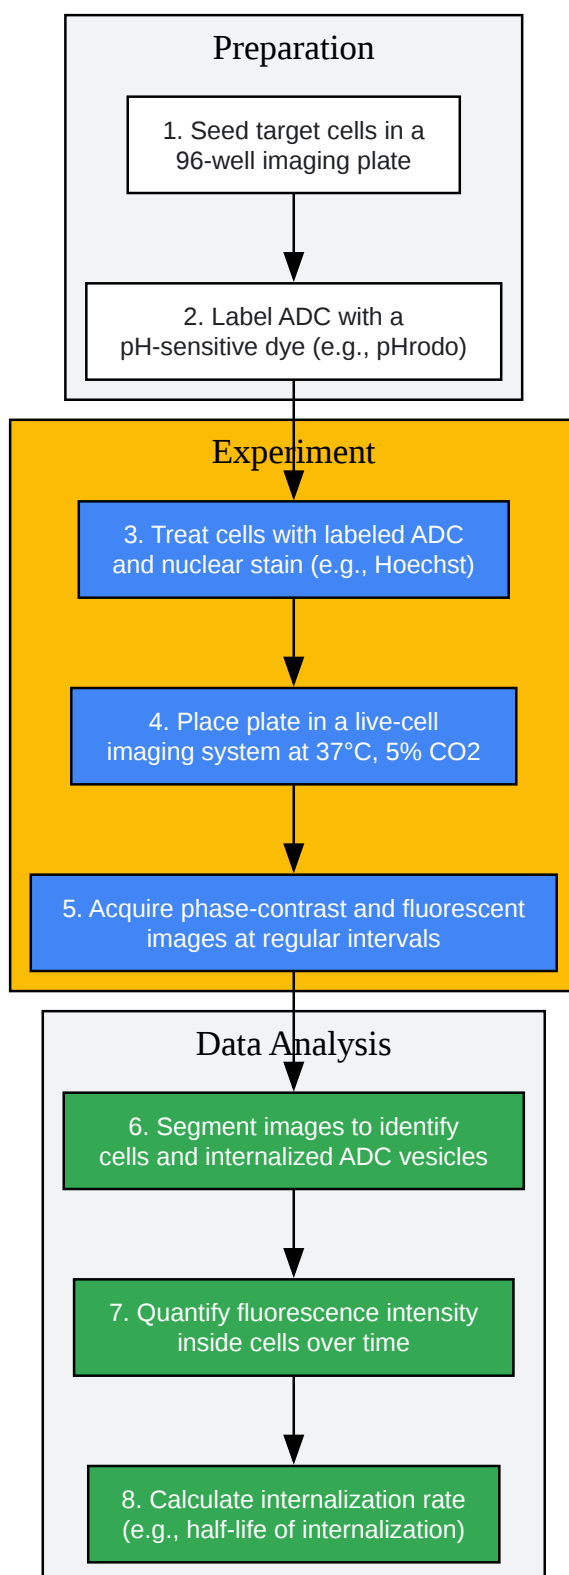 Preparation
1. Seed target cells in a
96-well imaging plate
2. Label ADC with a
pH-sensitive dye (e.g., pHrodo)
Experiment
3. Treat cells with labeled ADC
and nuclear stain (e.g., Hoechst)
4. Place plate in a live-cell
imaging system at 37°C, 5% CO2
5. Acquire phase-contrast and fluorescent
images at regular intervals
Data Analysis
6. Segment images to identify
cells and internalized ADC vesicles
7. Quantify fluorescence intensity
inside cells over time
8. Calculate internalization rate
(e.g., half-life of internalization)